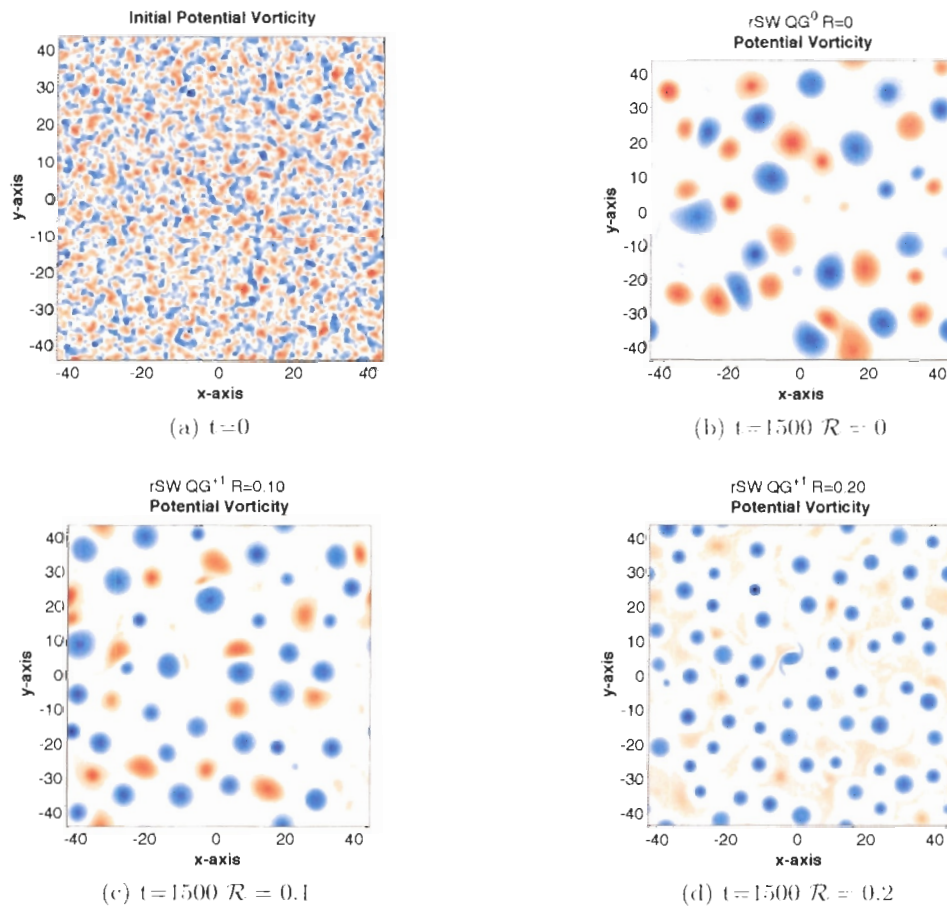 Initial Potential Vorticity
y-axis
40
30
20
10
0
-10
-20
-30
-40
-40 -20 0 20 40
x-axis
(a) t=0
rSW QG⁰ R=0
Potential Vorticity
y-axis
40
30
20
10
0
-10
-20
-30
-40
-40 -20 0 20 40
x-axis
(b) t=1500 R = 0
rSW QG⁺¹ R=0.10
Potential Vorticity
y-axis
40
30
20
10
0
-10
-20
-30
-40
-40 -20 0 20 40
x-axis
(c) t=1500 R = 0.1
rSW QG⁺¹ R=0.20
Potential Vorticity
y-axis
40
30
20
10
0
-10
-20
-30
-40
-40 -20 0 20 40
x-axis
(d) t=1500 R = 0.2